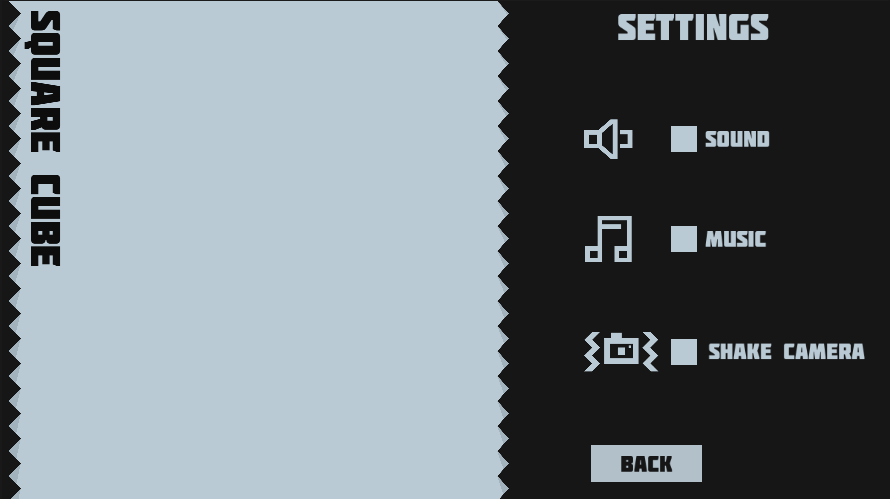 SQUARE CUBE
SETTINGS
SOUND
MUSIC
SHAKE CAMERA
BACK